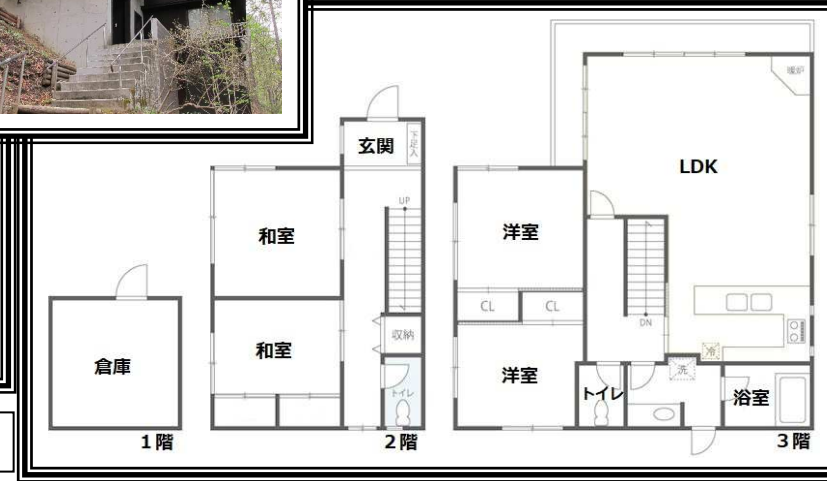 倉庫
1階
玄関
下足入
UP
和室
和室
収納
トイレ
2階
暖炉
LDK
洋室
CL
CL
DN
洋室
冷
洗
トイレ
浴室
3階